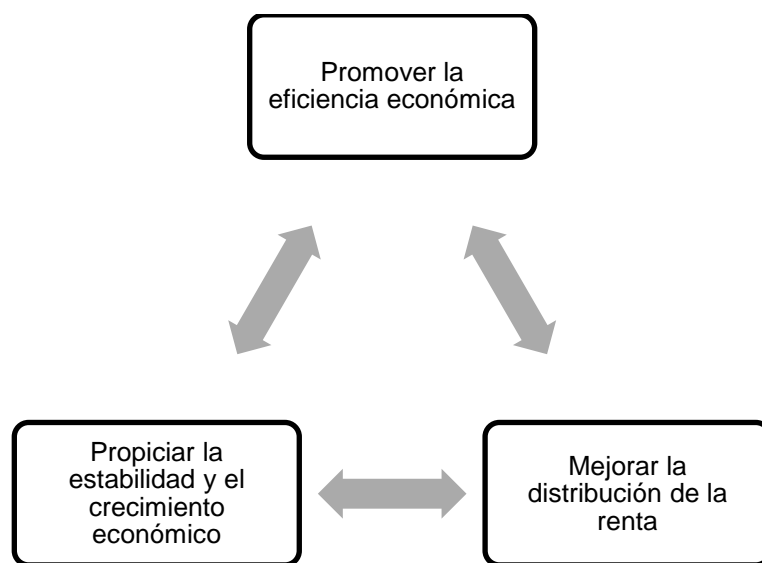 Promover la
eficiencia económica
Propiciar la
estabilidad y el
crecimiento
económico
Mejorar la
distribución de la
renta